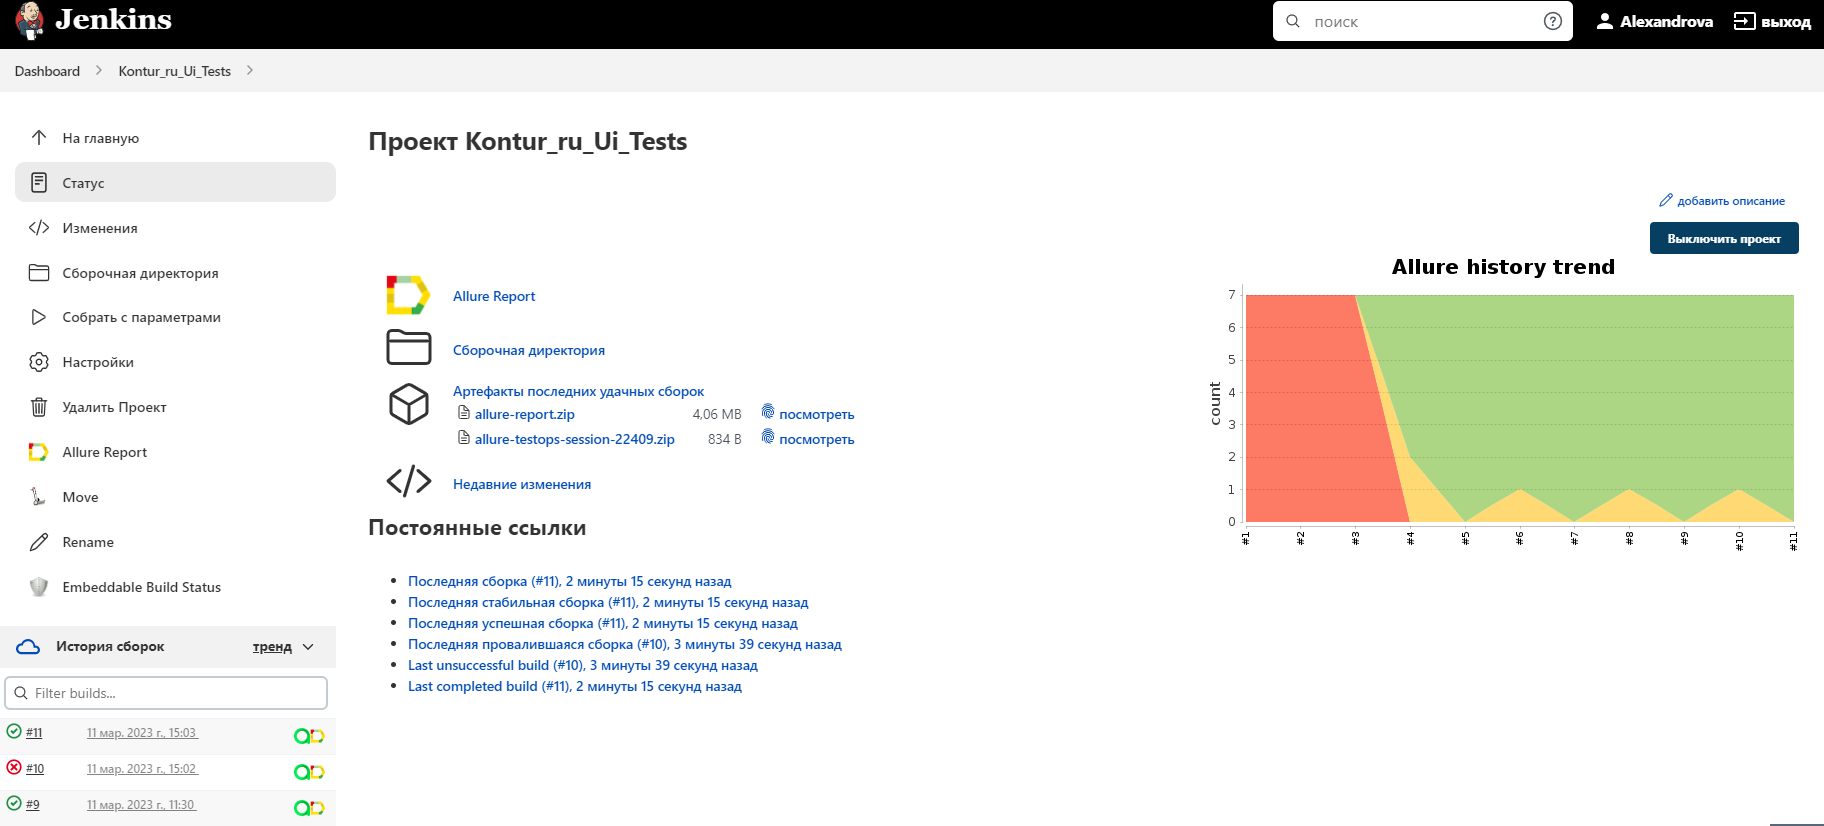 Jenkins
поиск
Alexandrova
выход
Dashboard
Kontur_ru_Ui_Tests
На главную
Статус
Изменения
Сборочная директория
Собрать с параметрами
Настройки
Удалить Проект
Allure Report
Move
Rename
Embeddable Build Status
История сборок
тренд
Filter builds...
#11 11 мар. 2023 г., 15:03
#10 11 мар. 2023 г., 15:02
#9 11 мар. 2023 г., 11:30
Проект Kontur_ru_Ui_Tests
добавить описание
Выключить проект
Allure Report
Сборочная директория
Артефакты последних удачных сборок
allure-report.zip 4,06 MB посмотреть
allure-testops-session-22409.zip 834 B посмотреть
Недавние изменения
Постоянные ссылки
Последняя сборка (#11), 2 минуты 15 секунд назад
Последняя стабильная сборка (#11), 2 минуты 15 секунд назад
Последняя успешная сборка (#11), 2 минуты 15 секунд назад
Последняя провалившаяся сборка (#10), 3 минуты 39 секунд назад
Last unsuccessful build (#10), 3 минуты 39 секунд назад
Last completed build (#11), 2 минуты 15 секунд назад
Allure history trend
count
7
6
5
4
3
2
1
0
#1 #2 #3 #4 #5 #6 #7 #8 #9 #10 #11